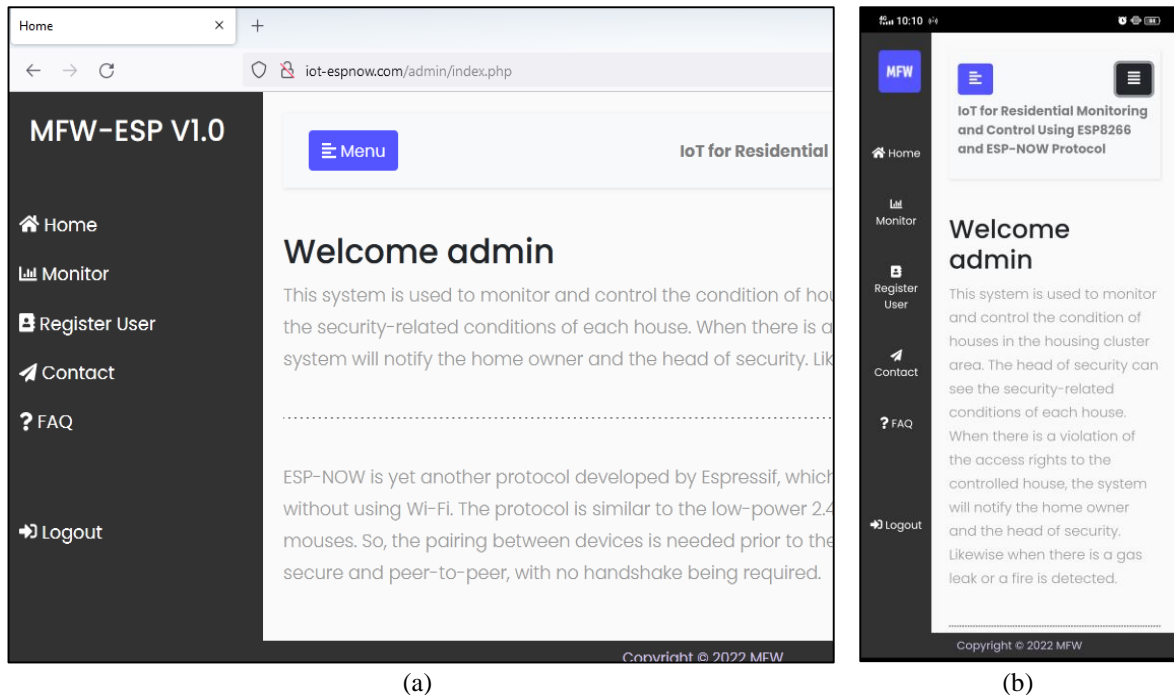 Home
iot-espnow.com/admin/index.php
MFW-ESP V1.0
Home
Monitor
Register User
Contact
FAQ
Logout
Menu
IoT for Residential
Welcome admin
This system is used to monitor and control the condition of hou
the security-related conditions of each house. When there is a
system will notify the home owner and the head of security. Lik
ESP-NOW is yet another protocol developed by Espressif, which
without using Wi-Fi. The protocol is similar to the low-power 2.4
mouses. So, the pairing between devices is needed prior to the
secure and peer-to-peer, with no handshake being required.
Copyright © 2022 MFW
(a)
10:10
MFW
Home
Monitor
Register
User
Contact
FAQ
Logout
IoT for Residential Monitoring
and Control Using ESP8266
and ESP-NOW Protocol
Welcome
admin
This system is used to monitor
and control the condition of
houses in the housing cluster
area. The head of security can
see the security-related
conditions of each house.
When there is a violation of
the access rights to the
controlled house, the system
will notify the home owner
and the head of security.
Likewise when there is a gas
leak or a fire is detected.
Copyright © 2022 MFW
(b)